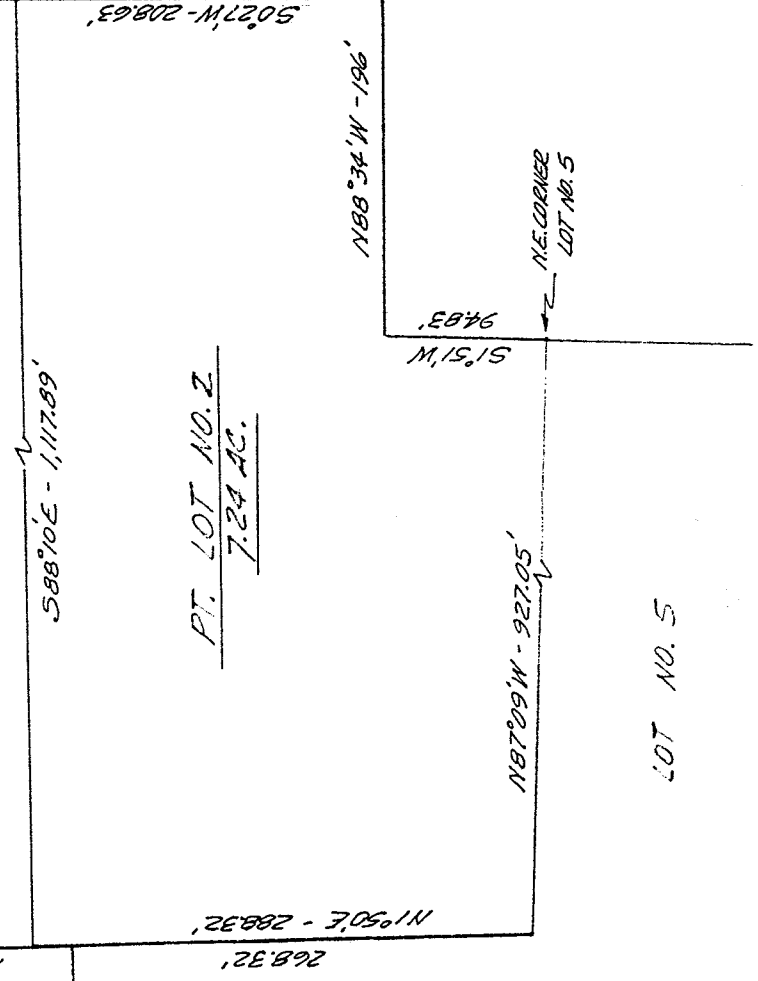 S0°27'W - 208.63'
N88°34'W - 196'
N.E. CORNER
LOT NO. 5
94.83'
S1°51'W
S88°10'E - 1,117.89'
PT. LOT NO. 2
7.24 AC.
N87°09'W - 927.05'
LOT NO. 5
N1°50'E - 288.32'
268.32'